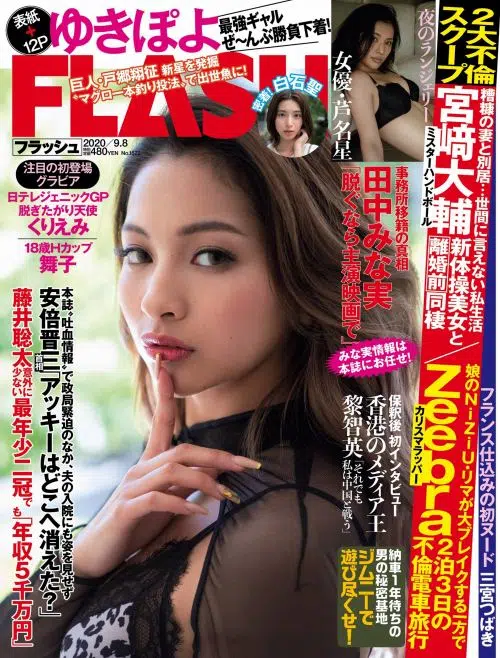 表紙
+
12P
ゆきぽよ
最強ギャル
ぜ〜んぶ勝負下着!
巨人・戸郷翔征 新星を発掘
“マグロ一本釣り投法”で出世魚に!
FLASH
密着!白石聖
女優・芦名星
夜のランジェリー
2大不倫
スクープ
糟糠の妻と別居…世間に言えない私生活
宮﨑大輔
ミスターハンドボール
新体操美女と
離婚前同棲
娘のNiziU・リマが大ブレイクする一方で
Zeebra
カリスマラッパー
2泊3日の
不倫電車旅行
フランス仕込みの初ヌード 三宮つばき
フラッシュ
2020/9.8
480YEN
注目の初登場
グラビア
日テレジェニックGP
脱ぎたがり天使
くりえみ
18歳Hカップ
舞子
事務所移籍の真相
田中みな実
脱ぐなら「主演映画で」
みな実情報は
本誌にお任せ!
本誌“吐血情報”で政局緊迫のなか、夫の入院にも姿を見せず
安倍晋三首相「アッキーはどこへ消えた?」
藤井聡太 意外に少ない 最年少二冠でも「年収5千万円」
保釈後 初インタビュー
香港のメディア王
黎智英「それでも
私は中国と戦う」
納車1年待ちの
男の秘密基地
ジムニーで
遊び尽くせ!